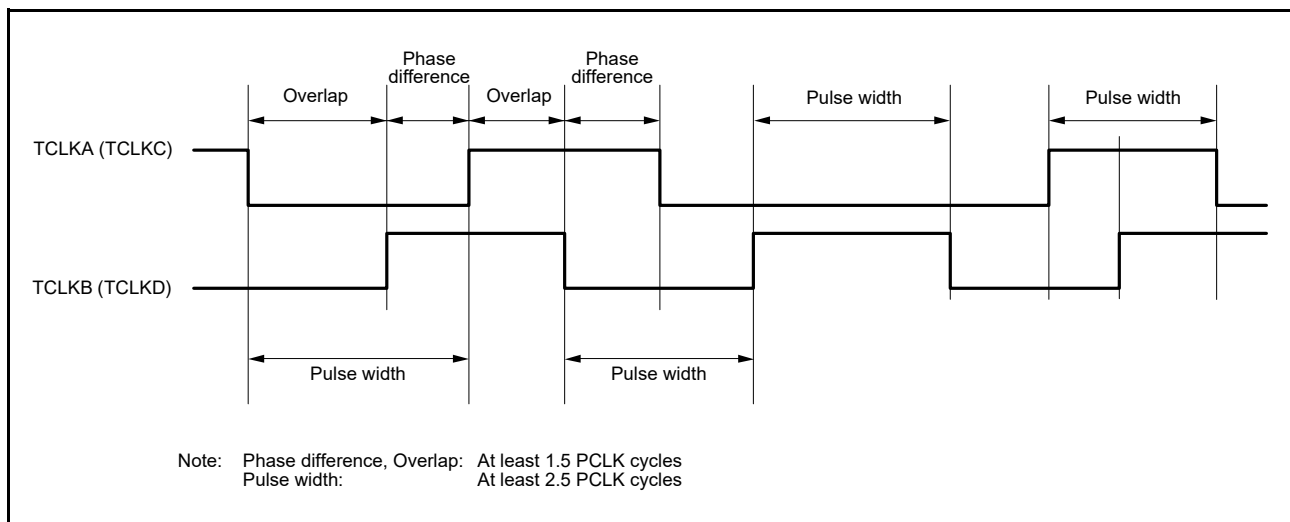 Phase
difference
Phase
difference
Overlap
Overlap
Pulse width
Pulse width
TCLKA (TCLKC)
TCLKB (TCLKD)
Pulse width
Pulse width
Note: Phase difference, Overlap: At least 1.5 PCLK cycles
Pulse width: At least 2.5 PCLK cycles